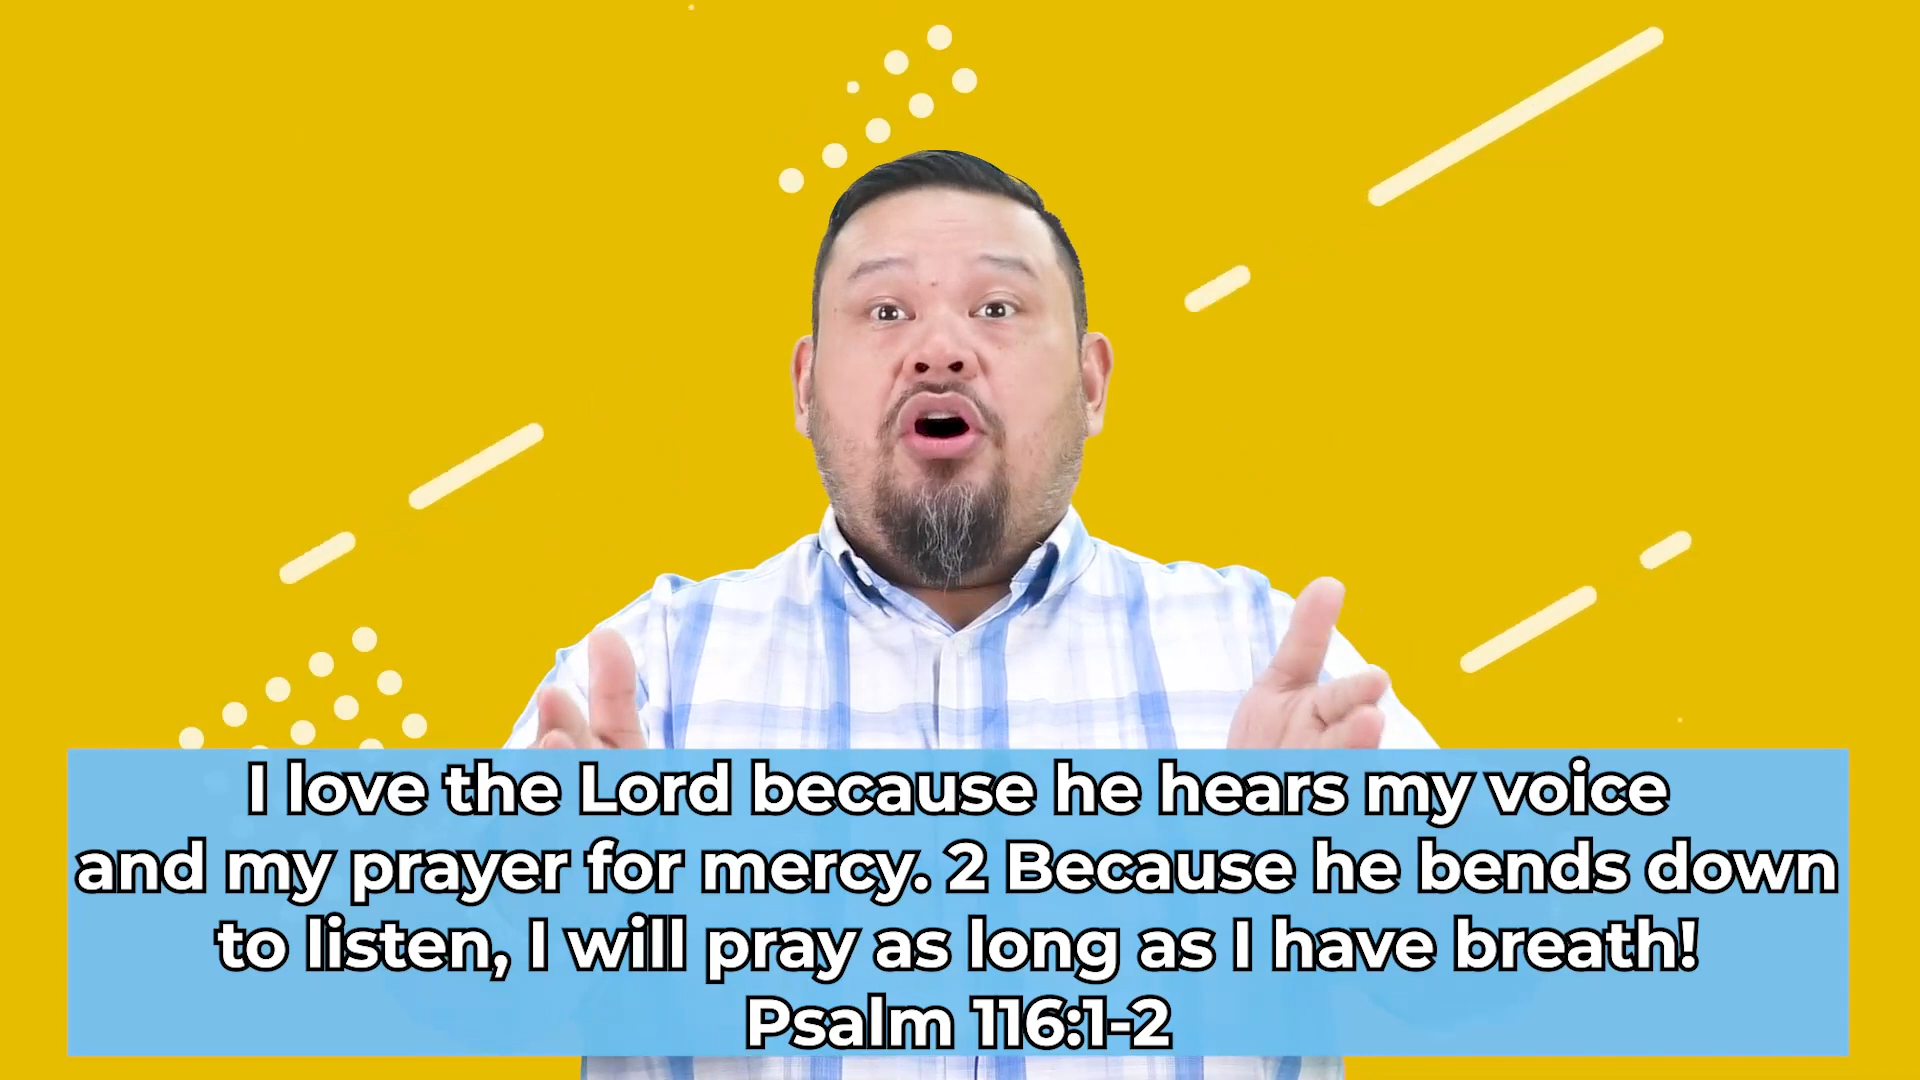 I love the Lord because he hears my voice
and my prayer for mercy. 2 Because he bends down
to listen, I will pray as long as I have breath!
Psalm 116:1-2